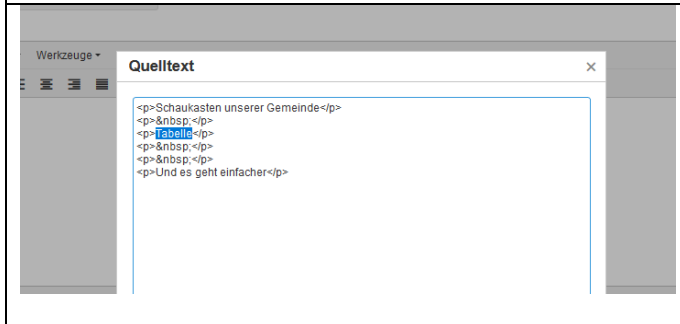 Werkzeuge
Quelltext
<p>Schaukasten unserer Gemeinde</p>
<p>&nbsp;</p>
<p>Tabelle</p>
<p>&nbsp;</p>
<p>&nbsp;</p>
<p>Und es geht einfacher</p>